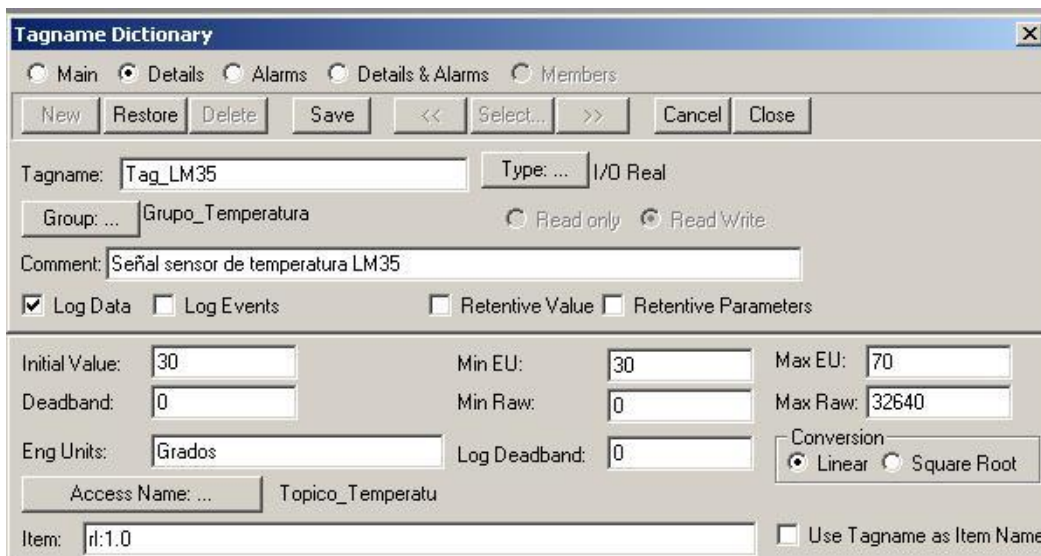 Tagname Dictionary
Main Details Alarms Details & Alarms Members
New Restore Delete Save << Select... >> Cancel Close
Tagname: Tag_LM35 Type: ... I/O Real
Group: ... Grupo_Temperatura Read only Read Write
Comment: Señal sensor de temperatura LM35
Log Data Log Events Retentive Value Retentive Parameters
Initial Value: 30 Min EU: 30 Max EU: 70
Deadband: 0 Min Raw: 0 Max Raw: 32640
Eng Units: Grados Log Deadband: 0 Conversion
Linear Square Root
Access Name: ... Topico_Temperatu
Item: rI:1.0 Use Tagname as Item Name